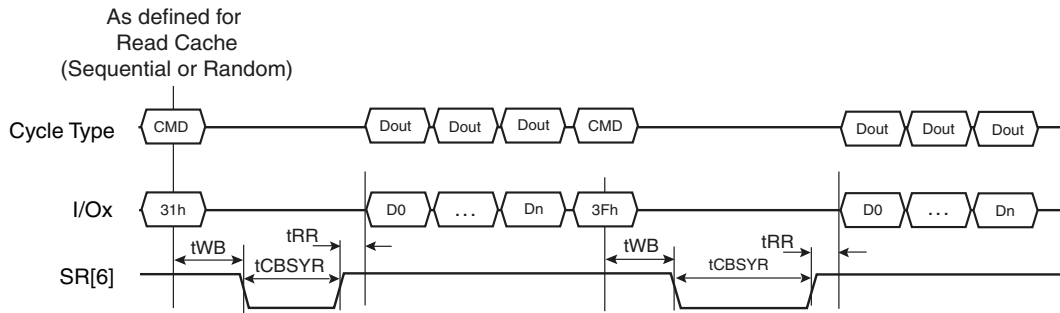 As defined for
Read Cache
(Sequential or Random)
Cycle Type CMD Dout Dout Dout CMD Dout Dout Dout
I/Ox 31h D0 ... Dn 3Fh D0 ... Dn
tWB tRR tWB tRR
tCBSYR tCBSYR
SR[6]